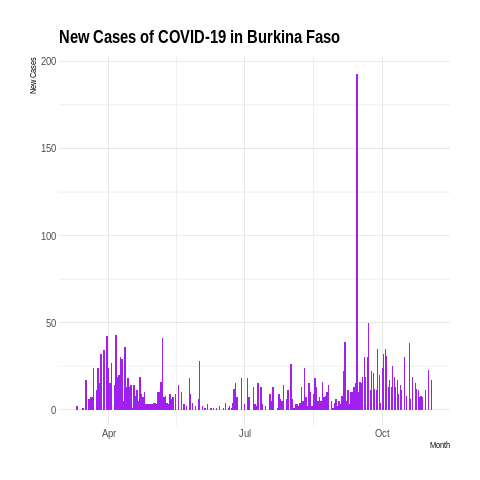 New Cases of COVID-19 in Burkina Faso
New Cases
200
150
100
50
0
Apr
Jul
Oct
Month